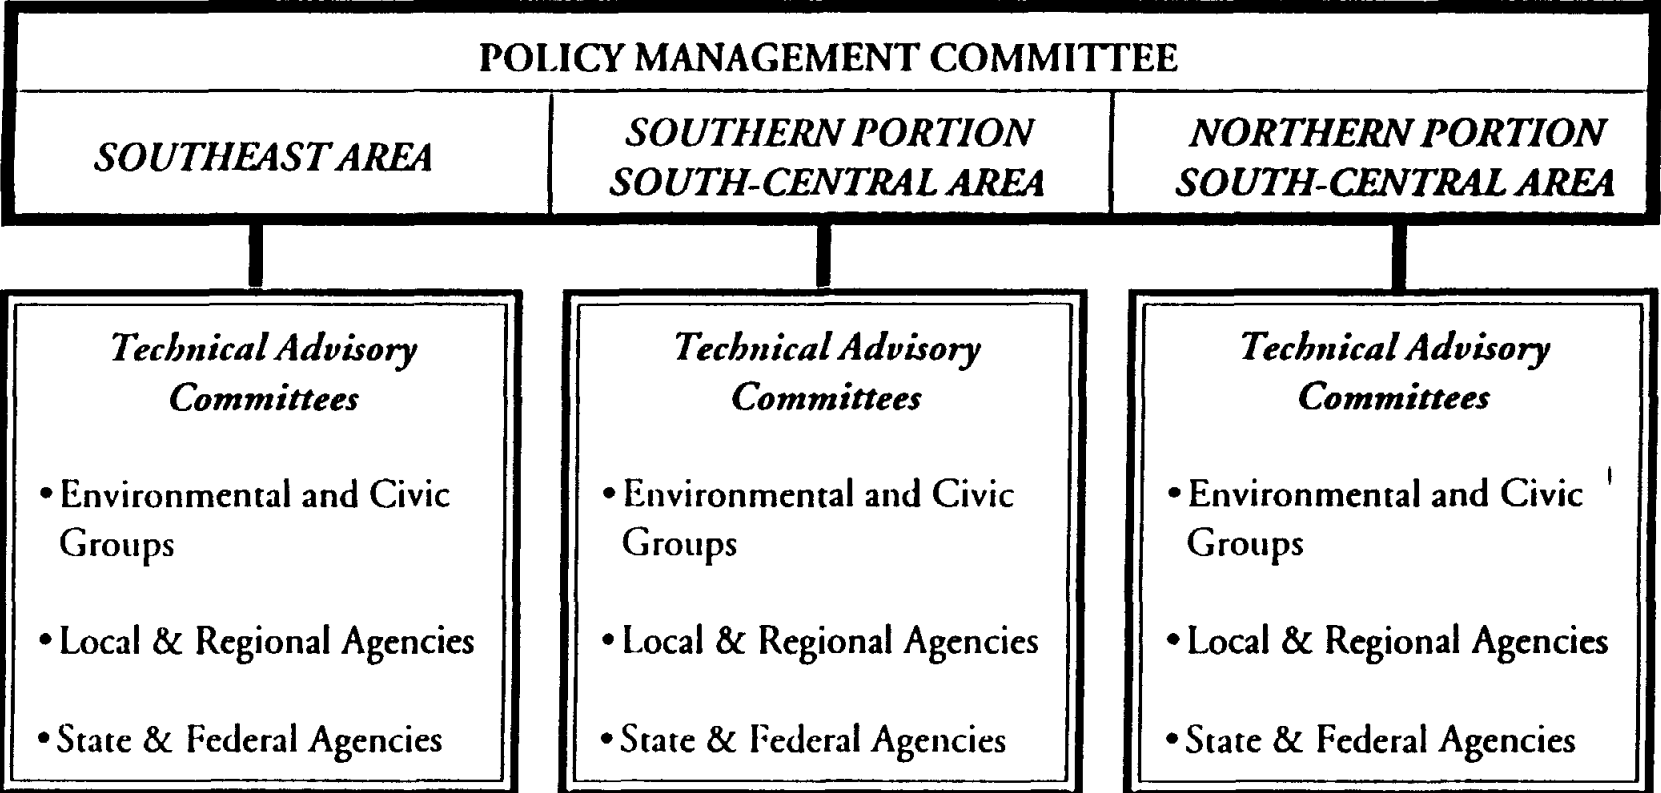 POLICY MANAGEMENT COMMITTEE
SOUTHEAST AREA
SOUTHERN PORTION
SOUTH-CENTRAL AREA
NORTHERN PORTION
SOUTH-CENTRAL AREA
Technical Advisory
Committees
• Environmental and Civic
Groups
• Local & Regional Agencies
• State & Federal Agencies
Technical Advisory
Committees
• Environmental and Civic
Groups
• Local & Regional Agencies
• State & Federal Agencies
Technical Advisory
Committees
• Environmental and Civic
Groups
• Local & Regional Agencies
• State & Federal Agencies